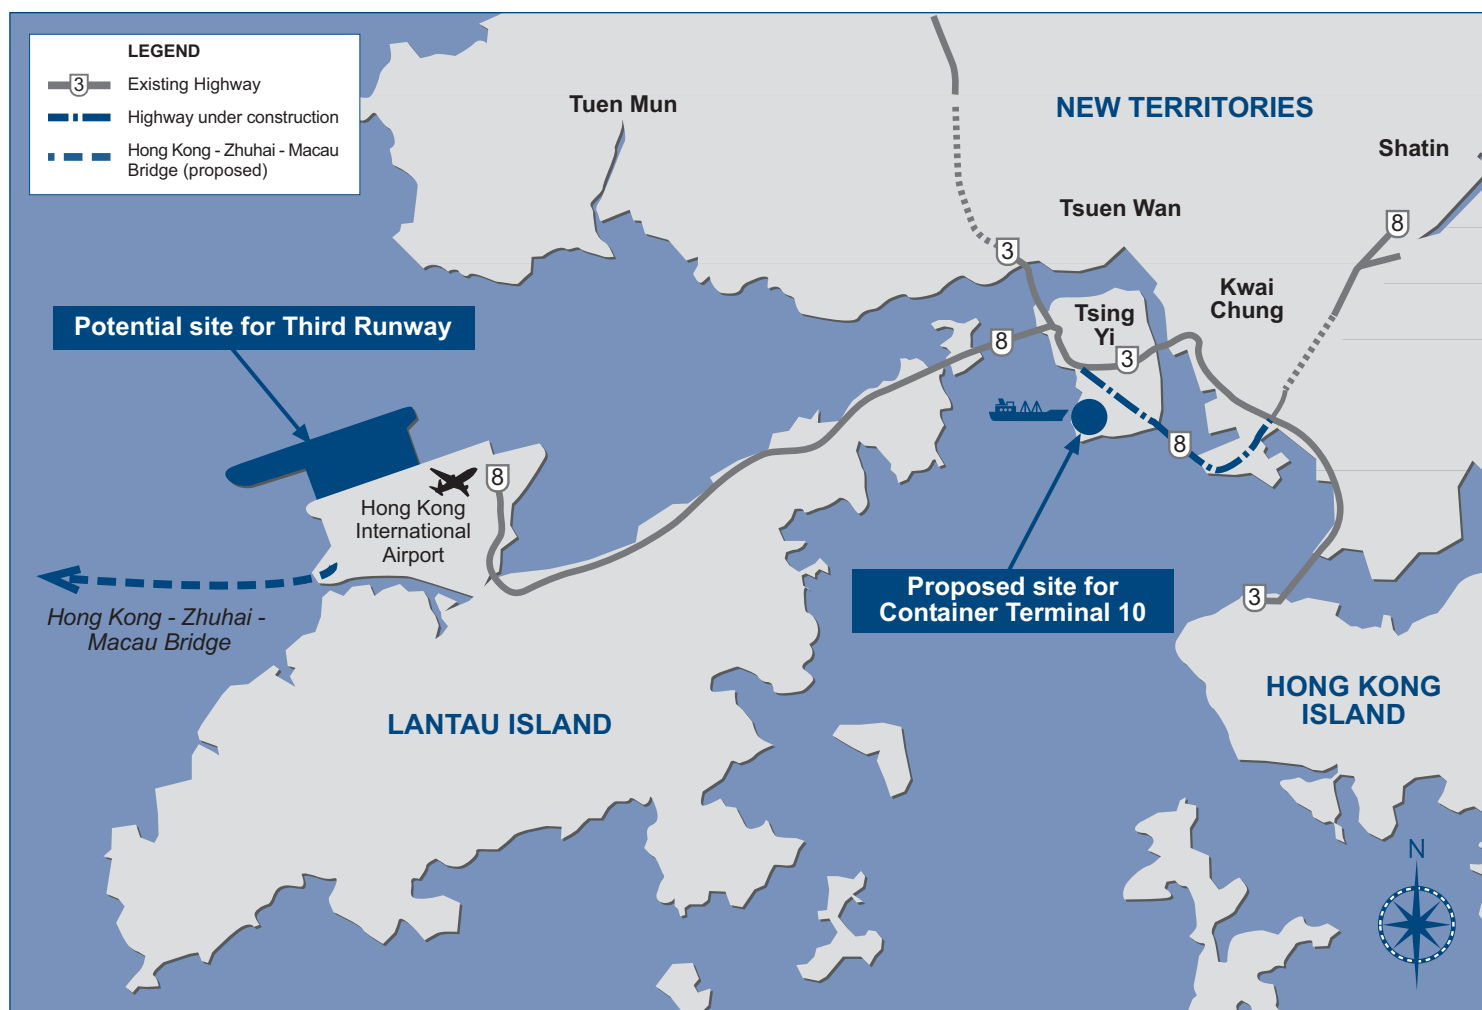 LEGEND
3 Existing Highway
Highway under construction
Hong Kong - Zhuhai - Macau
Bridge (proposed)
Tuen Mun
NEW TERRITORIES
Shatin
Tsuen Wan
8
3
Kwai
Chung
Tsing
Yi
Potential site for Third Runway
8
3
8
8
Hong Kong
International
Airport
Proposed site for
Container Terminal 10
3
Hong Kong - Zhuhai -
Macau Bridge
HONG KONG
ISLAND
LANTAU ISLAND
N